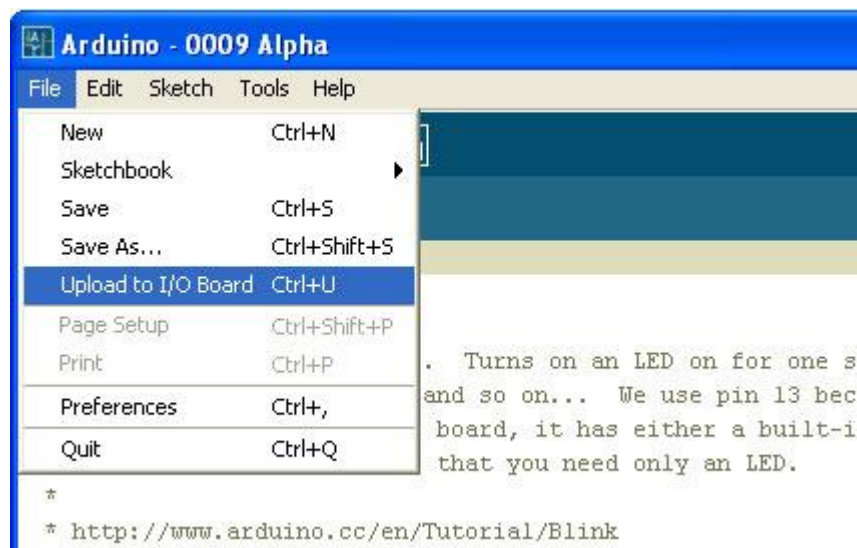 Arduino - 0009 Alpha
File Edit Sketch Tools Help
New Ctrl+N
Sketchbook
Save Ctrl+S
Save As... Ctrl+Shift+S
Upload to I/O Board Ctrl+U
Page Setup Ctrl+Shift+P
Print Ctrl+P
Preferences Ctrl+,
Quit Ctrl+Q
. Turns on an LED on for one s
and so on... We use pin 13 bec
board, it has either a built-i
that you need only an LED.
*
* http://www.arduino.cc/en/Tutorial/Blink